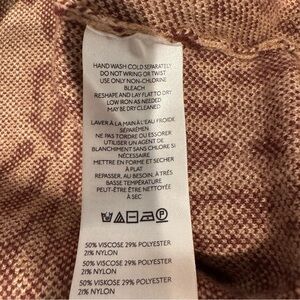 HAND WASH COLD SEPARATELY
DO NOT WRING OR TWIST
USE ONLY NON-CHLORINE
BLEACH
RESHAPE AND LAY FLAT TO DRY
LOW IRON AS NEEDED
MAY BE DRY CLEANED
LAVER À LA MAIN À L'EAU FROIDE
SÉPARÉMEN
NE PAS TORDRE OU ESSORER
UTILISER UN AGENT DE
BLANCHIMENT SANS CHLORE SI
NÉCESSAIRE
METTRE EN FORME ET SÉCHER
À PLAT
REPASSER, AU BESOIN, À TRÈS
BASSE TEMPÉRATURE
PEUT-ÊTRE ÊTRE NETTOYÉE
À SEC
50% VISCOSE 29% POLYESTER
21% NYLON
50% VISCOSE 29% POLYESTER
21% NYLON
50% VISKOSE 29% POLYESTER
21% NYLON